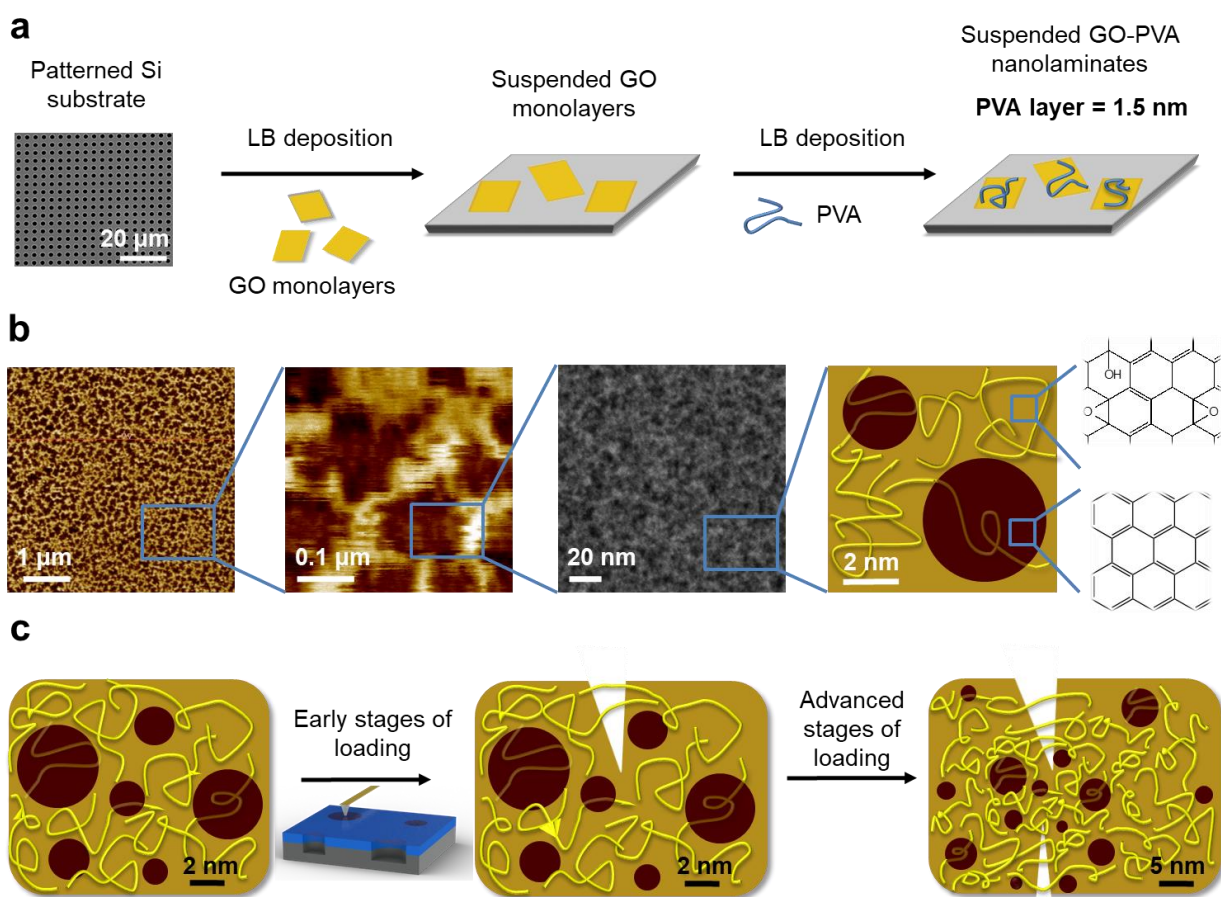 a
Patterned Si
substrate
20 µm
LB deposition
GO monolayers
Suspended GO
monolayers
LB deposition
PVA
Suspended GO-PVA
nanolaminates
PVA layer = 1.5 nm
b
1 µm
0.1 µm
20 nm
2 nm
OH
O
O
c
2 nm
Early stages of
loading
2 nm
Advanced
stages of
loading
5 nm